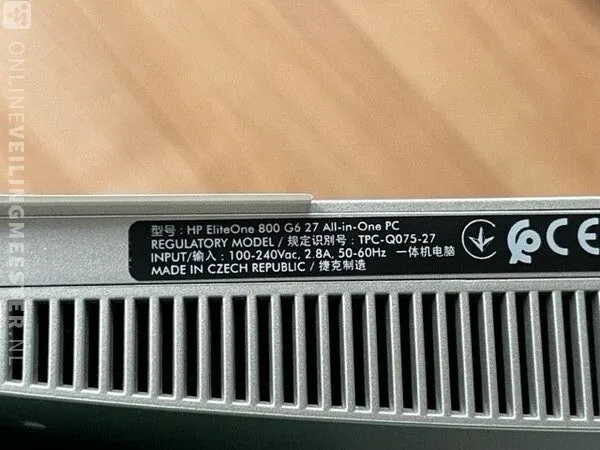 型号 : HP EliteOne 800 G6 27 All-in-One PC
REGULATORY MODEL / 规定识别号 : TPC-Q075-27
INPUT/输入 : 100-240Vac, 2.8A, 50-60Hz 一体机电脑
MADE IN CZECH REPUBLIC / 捷克制造
CE
ONLINEVEILINGMEESTER.NL